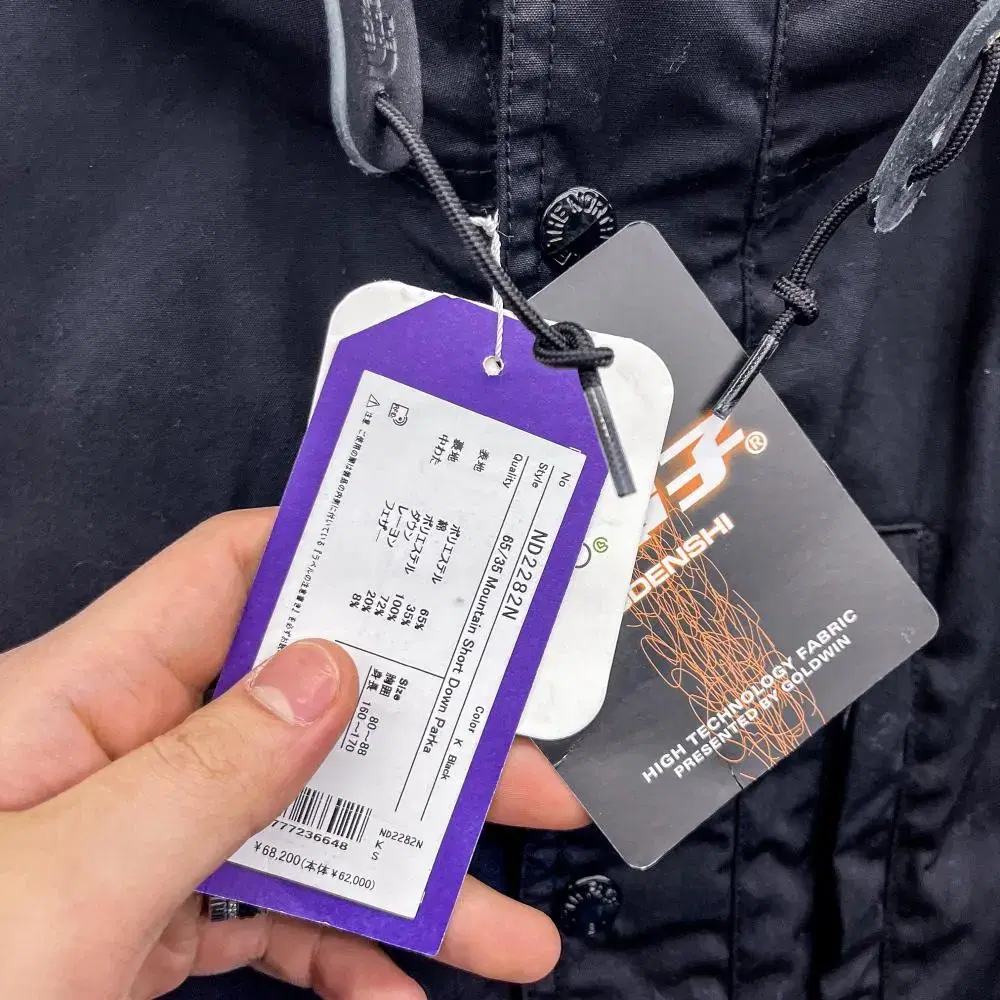 No ND2282N
Style 65/35 Mountain Short Down Parka
Quality
Color K Black
表地 ポリエステル 65%
綿 35%
裏地 ポリエステル 100%
中わた ダウン 72%
レーヨン 20%
フェザー 8%
Size
胸囲 80~88
身長 160~170
ND2282N
K
S
777236648
¥68,200(本体¥62,000)
THE NORTH
DENSHI
®
HIGH TECHNOLOGY FABRIC
PRESENTED BY GOLDWIN